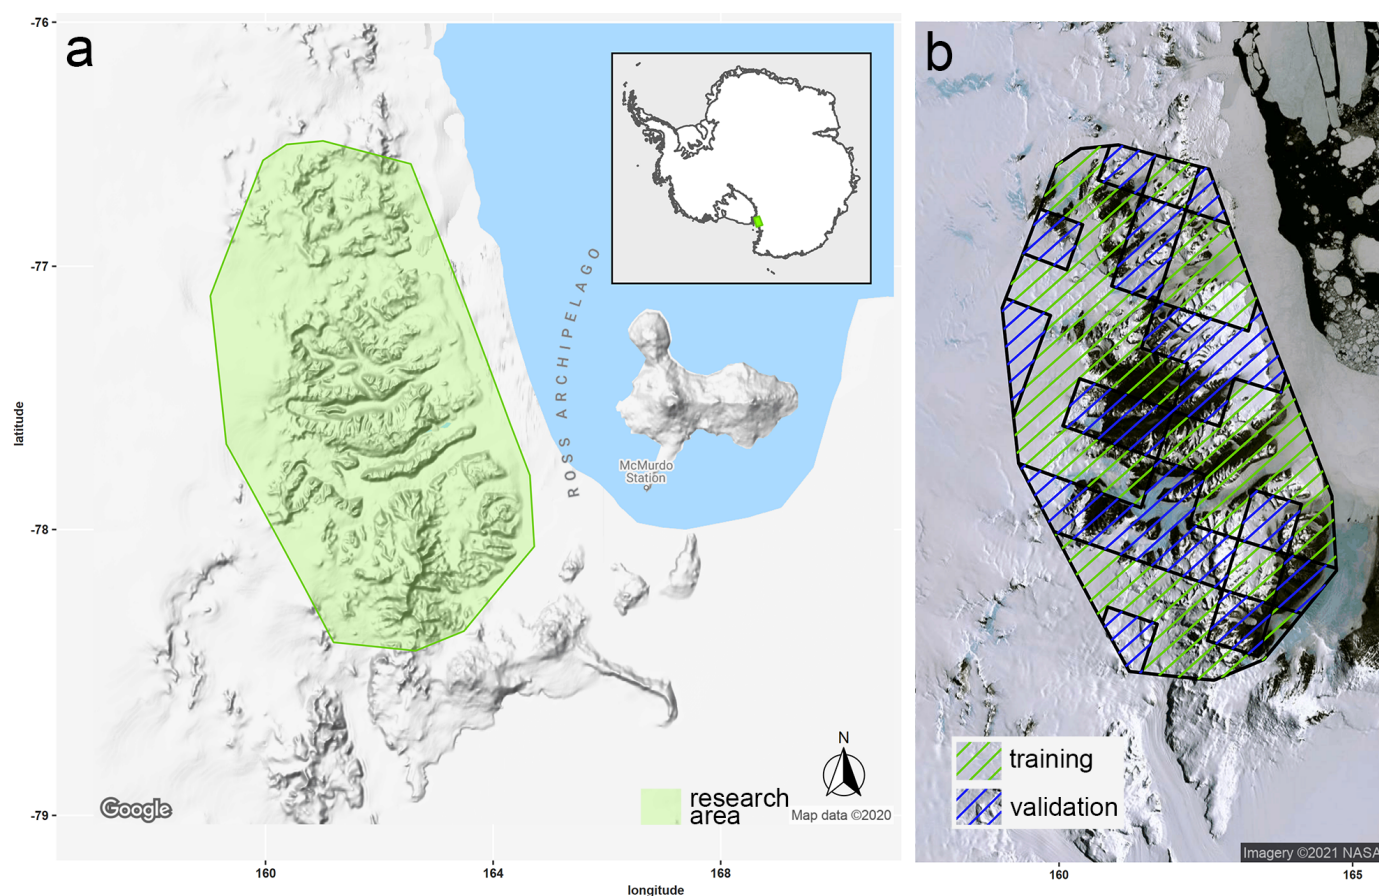 a
-76
-77
-78
-79
latitude
ROSS ARCHIPELAGO
McMurdo
Station
N
Google
research
area
Map data ©2020
160
164
168
longitude
b
training
validation
Imagery ©2021 NASA
160
165